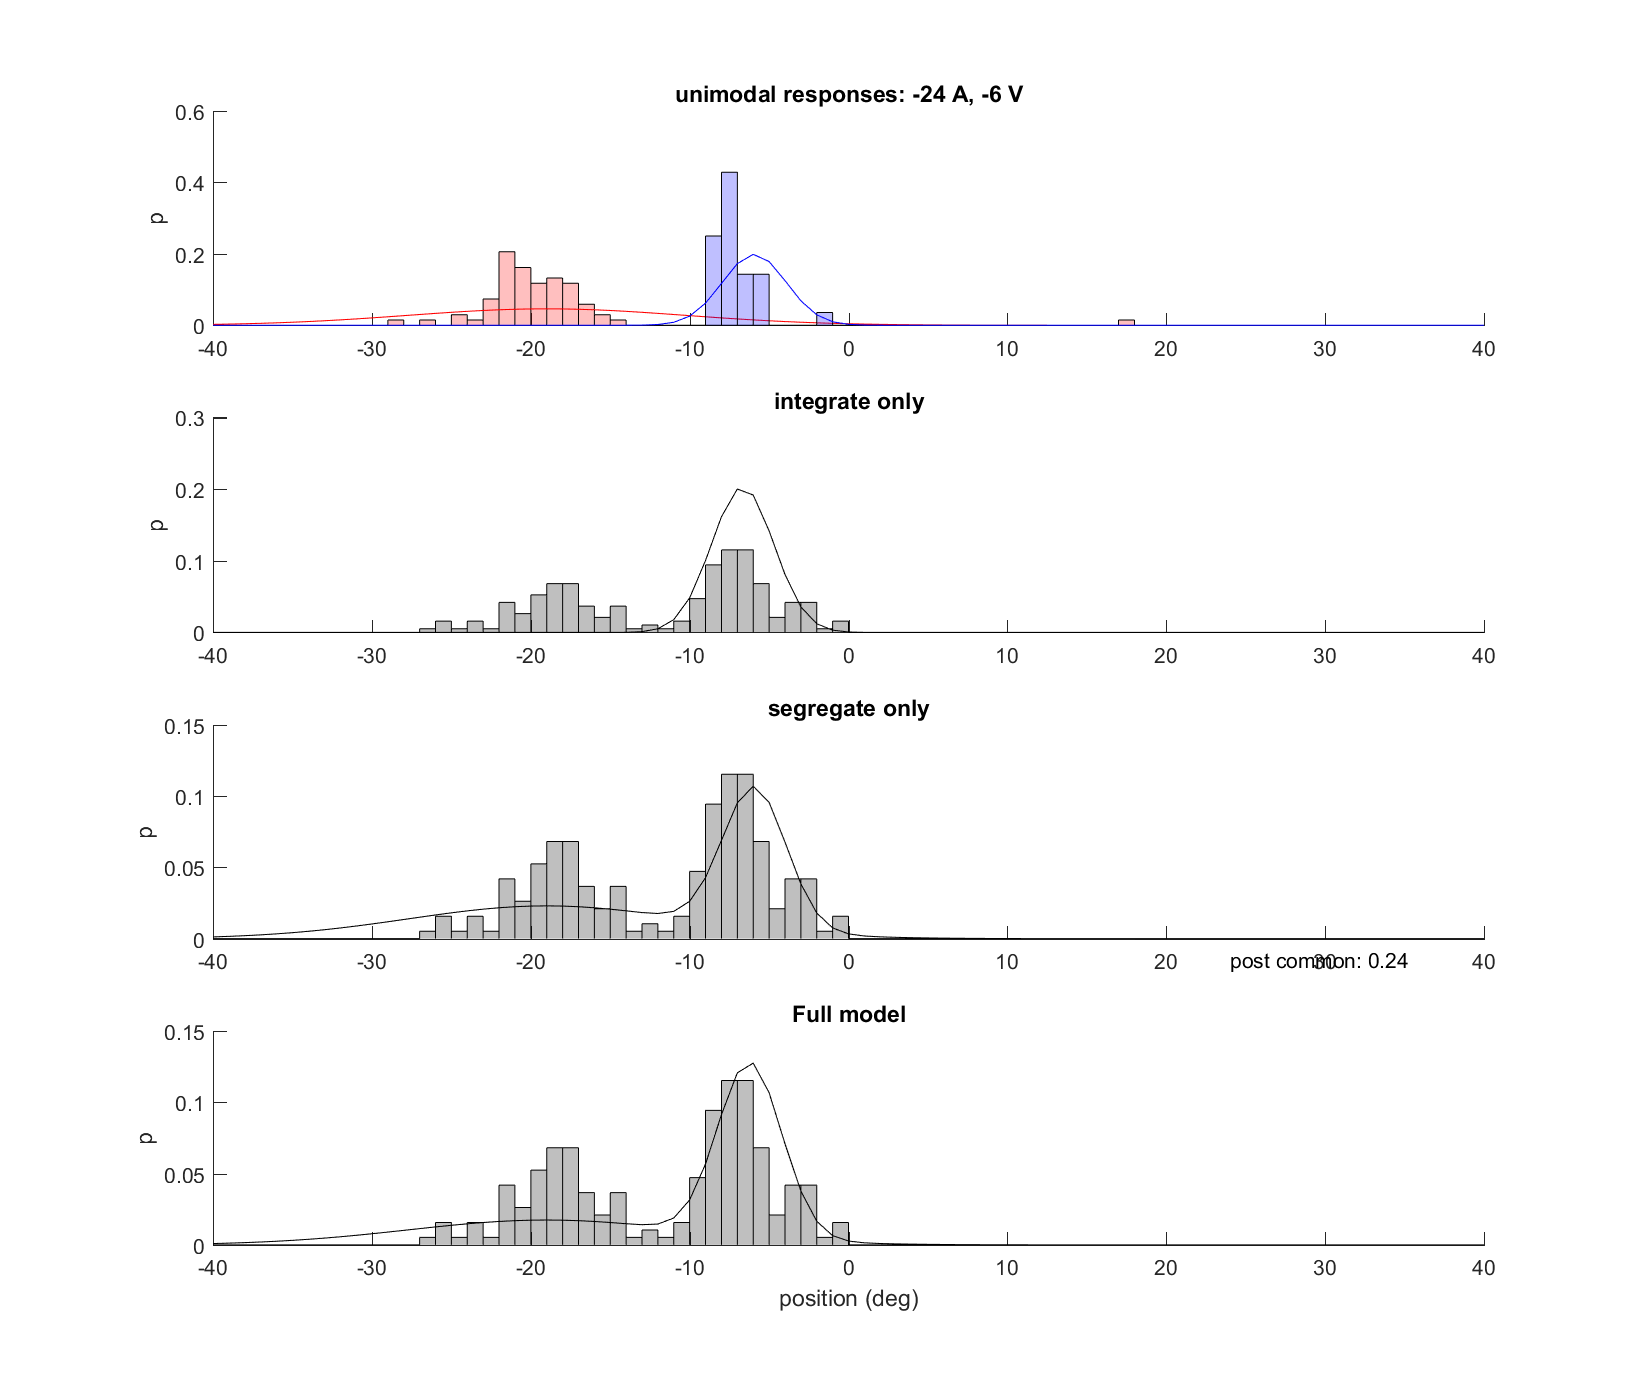 unimodal responses: -24 A, -6 V
0.6
0.4
0.2
0
p
-40 -30 -20 -10 0 10 20 30 40
integrate only
0.3
0.2
0.1
0
p
-40 -30 -20 -10 0 10 20 30 40
segregate only
0.15
0.1
0.05
0
p
-40 -30 -20 -10 0 10 20 30 40
post common: 0.24
Full model
0.15
0.1
0.05
0
p
-40 -30 -20 -10 0 10 20 30 40
position (deg)